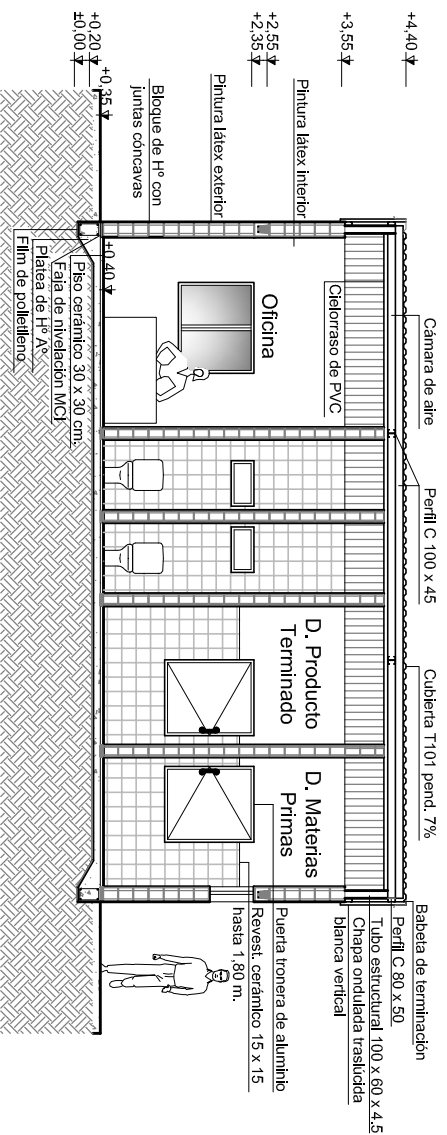 +4,40
+3,55
+2,55
+2,35
+0,20
±0,00
+0,35
+0,40
Pintura látex interior
Pintura látex exterior
Bloque de Hº con
juntas cóncavas
Cámara de aire
Perfil C 100 x 45
Cubierta T101 pend. 7%
Babeta de terminación
Perfil C 80 x 50
Tubo estructural 100 x 60 x 4.5
Chapa ondulada traslúcida
blanca vertical
Cielorraso de PVC
Oficina
D. Producto
Terminado
D. Materias
Primas
Puerta tronera de aluminio
Revest. cerámico 15 x 15
hasta 1,80 m.
Piso cerámico 30 x 30 cm.
Faja de nivelación MCI
Platea de Hº Aº
Film de polietileno